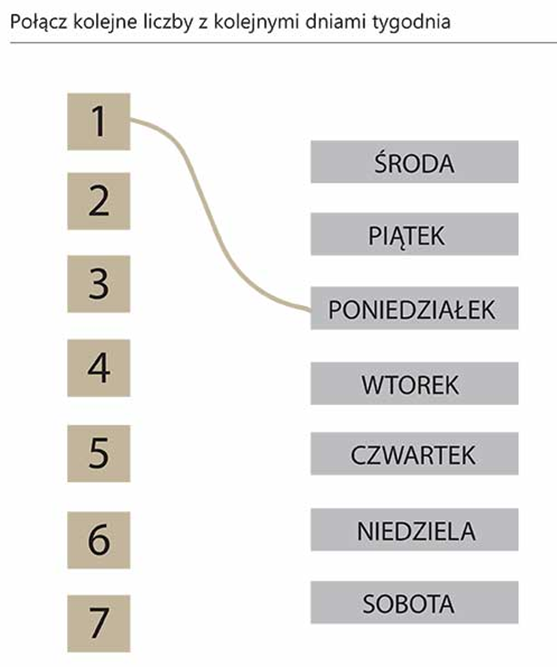 Połącz kolejne liczby z kolejnymi dniami tygodnia
1
2
3
4
5
6
7
ŚRODA
PIĄTEK
PONIEDZIAŁEK
WTOREK
CZWARTEK
NIEDZIELA
SOBOTA